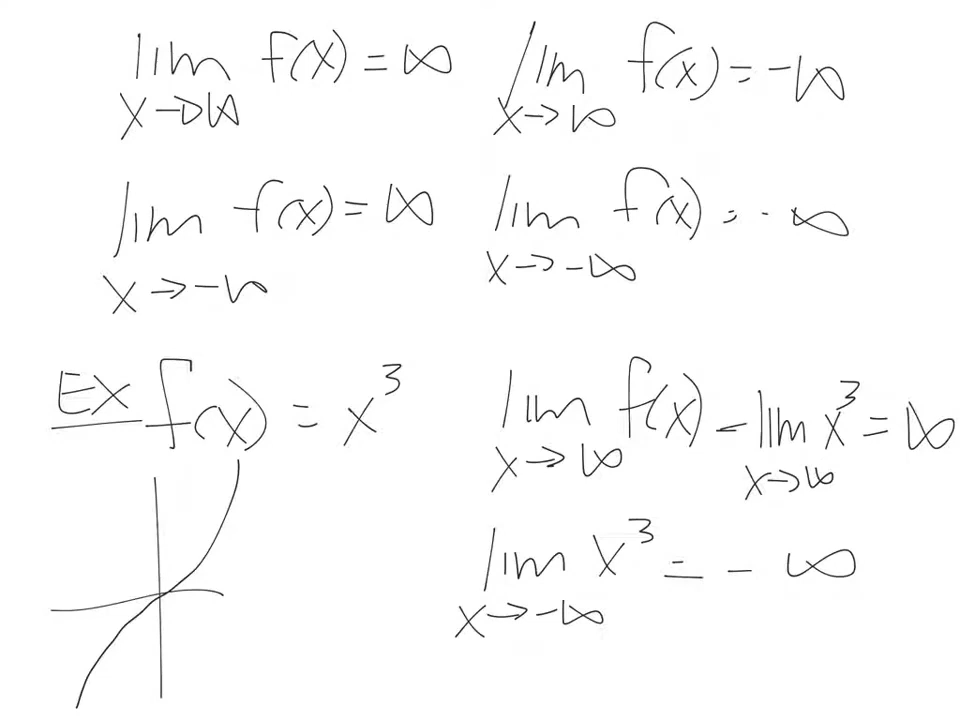 lim f(x) = ∞ lim f(x) = -∞
x→∞ x→∞
lim f(x) = ∞ lim f(x) = -∞
x→-∞ x→-∞
EX f(x) = x³ lim f(x) - lim x³ = ∞
x→∞ x→∞
lim x³ = - ∞
x→-∞